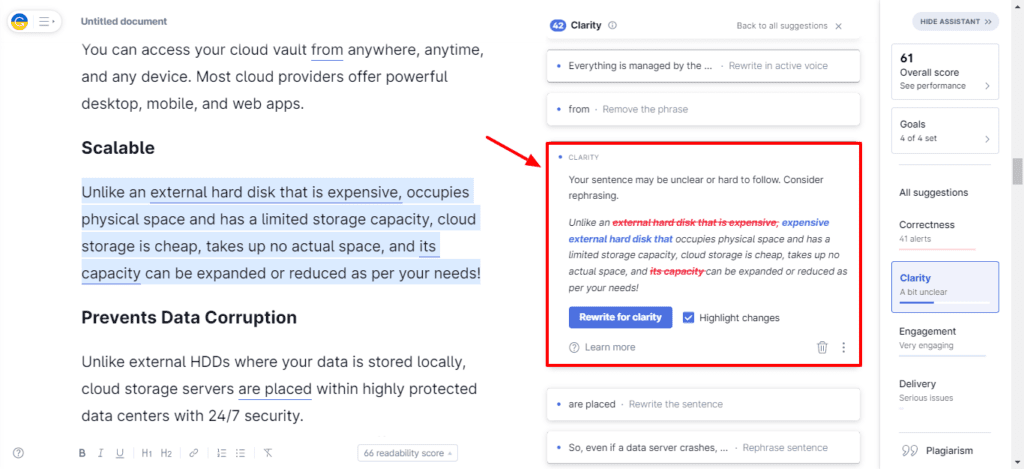 Untitled document
You can access your cloud vault from anywhere, anytime,
and any device. Most cloud providers offer powerful
desktop, mobile, and web apps.
Scalable
Unlike an external hard disk that is expensive, occupies
physical space and has a limited storage capacity, cloud
storage is cheap, takes up no actual space, and its
capacity can be expanded or reduced as per your needs!
Prevents Data Corruption
Unlike external HDDs where your data is stored locally,
cloud storage servers are placed within highly protected
data centers with 24/7 security.
B I U H1 H2
66 readability score
42 Clarity
Back to all suggestions
Everything is managed by the ... · Rewrite in active voice
from · Remove the phrase
CLARITY
Your sentence may be unclear or hard to follow. Consider
rephrasing.
Unlike an external hard disk that is expensive, expensive
external hard disk that occupies physical space and has a
limited storage capacity, cloud storage is cheap, takes up no
actual space, and its capacity can be expanded or reduced as
per your needs!
Rewrite for clarity
Highlight changes
Learn more
are placed · Rewrite the sentence
So, even if a data server crashes, ... · Rephrase sentence
HIDE ASSISTANT
61
Overall score
See performance
Goals
4 of 4 set
All suggestions
Correctness
41 alerts
Clarity
A bit unclear
Engagement
Very engaging
Delivery
Serious issues
Plagiarism